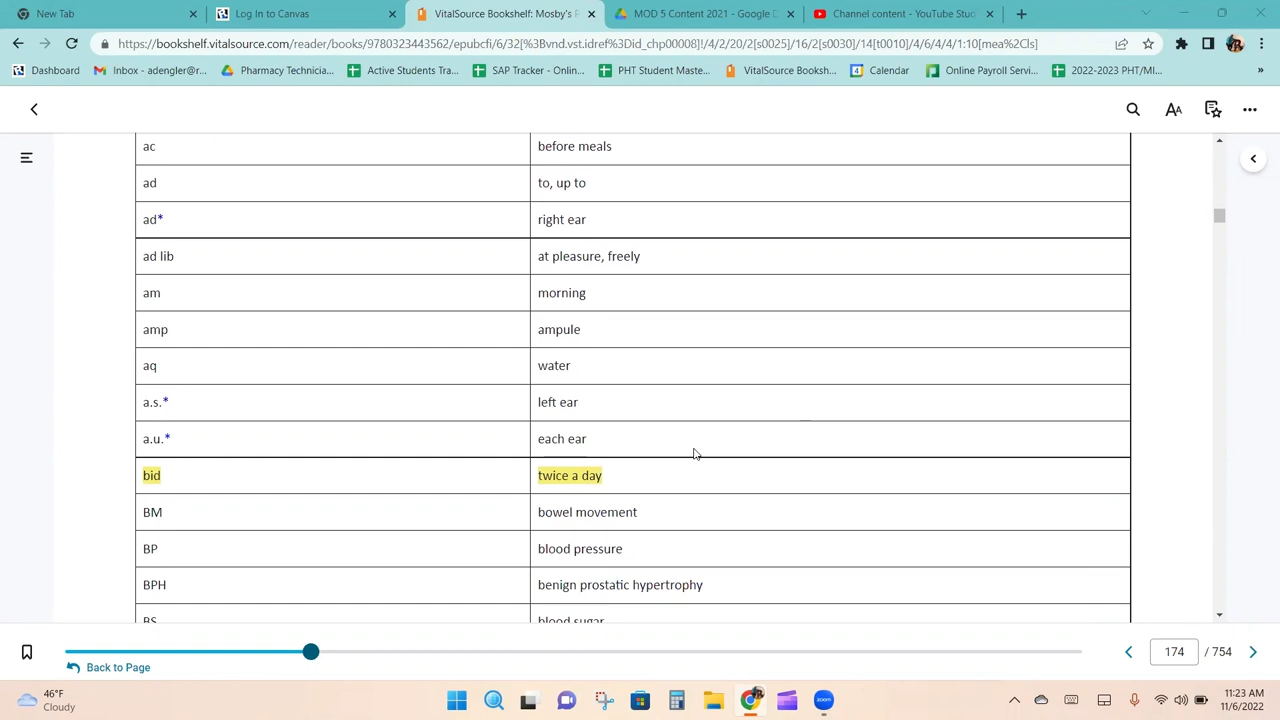 New Tab
Log In to Canvas
VitalSource Bookshelf: Mosby's P
MOD 5 Content 2021 - Google D
Channel content - YouTube Stud
https://bookshelf.vitalsource.com/reader/books/9780323443562/epubcfi/6/32[%3Bvnd.vst.idref%3Did_chp00008]!/4/2/20/2[s0025]/16/2[s0030]/14[t0010]/4/6/4/4/1:10[mea%2Cls]
Dashboard
Inbox - adengler@r...
Pharmacy Technicia...
Active Students Tra...
SAP Tracker - Onlin...
PHT Student Maste...
VitalSource Booksh...
Calendar
Online Payroll Servi...
2022-2023 PHT/MI...
»
AA
ac before meals
ad to, up to
ad* right ear
ad lib at pleasure, freely
am morning
amp ampule
aq water
a.s.* left ear
a.u.* each ear
bid twice a day
BM bowel movement
BP blood pressure
BPH benign prostatic hypertrophy
BS blood sugar
174 / 754
Back to Page
46°F
Cloudy
zoom
11:23 AM
11/6/2022